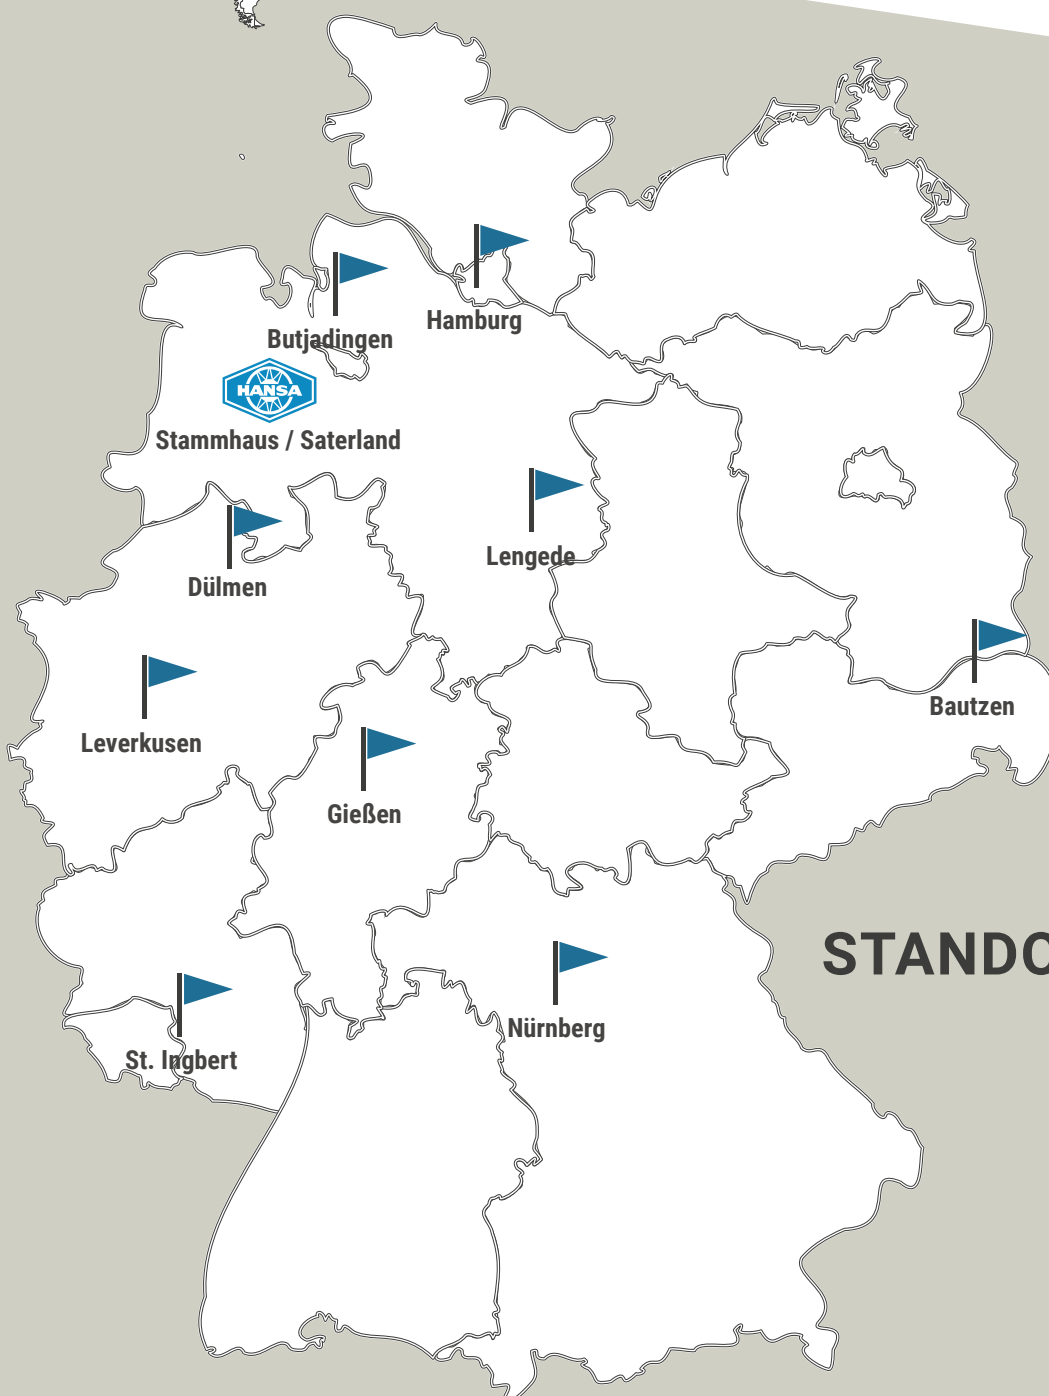 Hamburg
Butjadingen
HANSA
Stammhaus / Saterland
Lengede
Dülmen
Bautzen
Leverkusen
Gießen
STANDO
Nürnberg
St. Ingbert